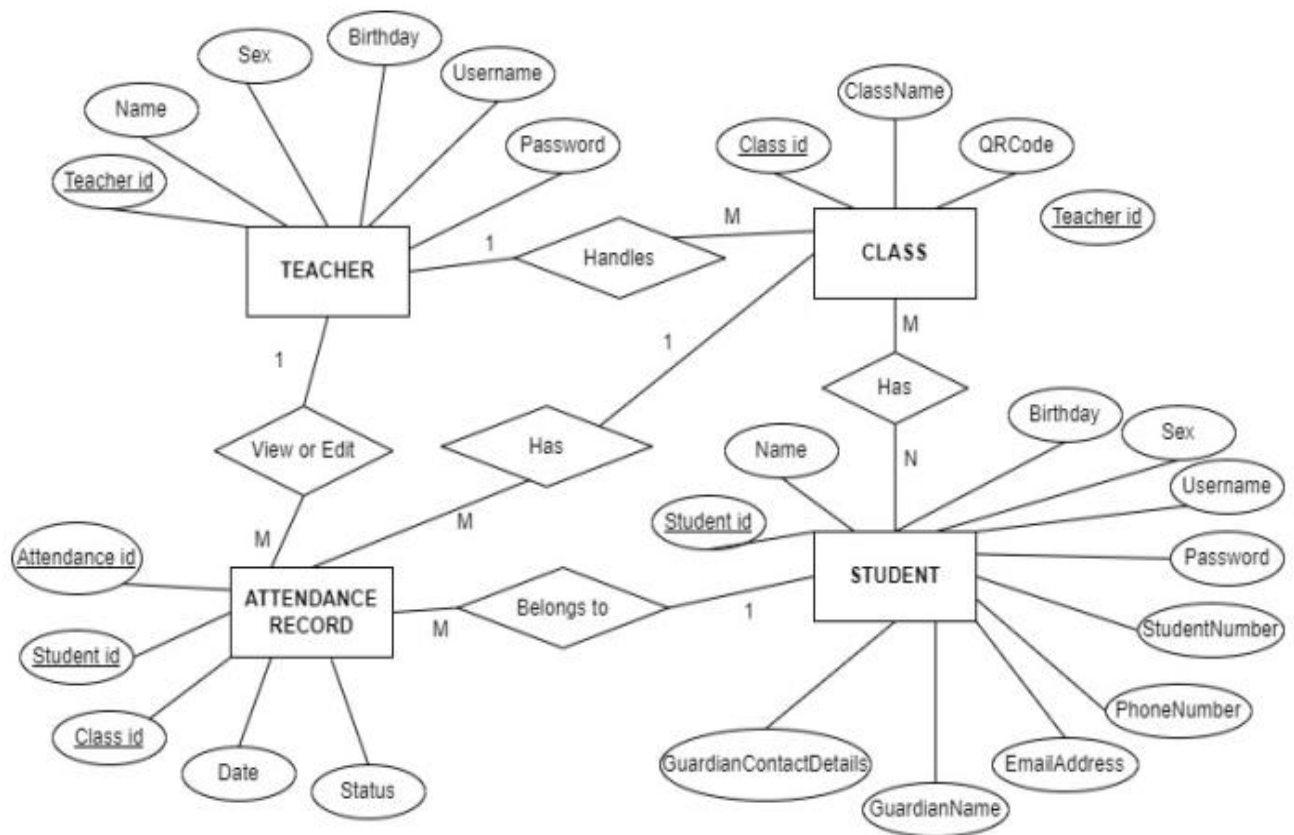 Birthday
Sex
Username
Name
Password
Teacher id
TEACHER
1
Handles
M
ClassName
Class id
QRCode
Teacher id
CLASS
1
View or Edit
M
1
Has
M
M
Has
N
Birthday
Sex
Name
Username
Student id
Password
STUDENT
StudentNumber
PhoneNumber
EmailAddress
GuardianName
GuardianContactDetails
Attendance id
ATTENDANCE
RECORD
M
Belongs to
1
Student id
Class id
Date
Status